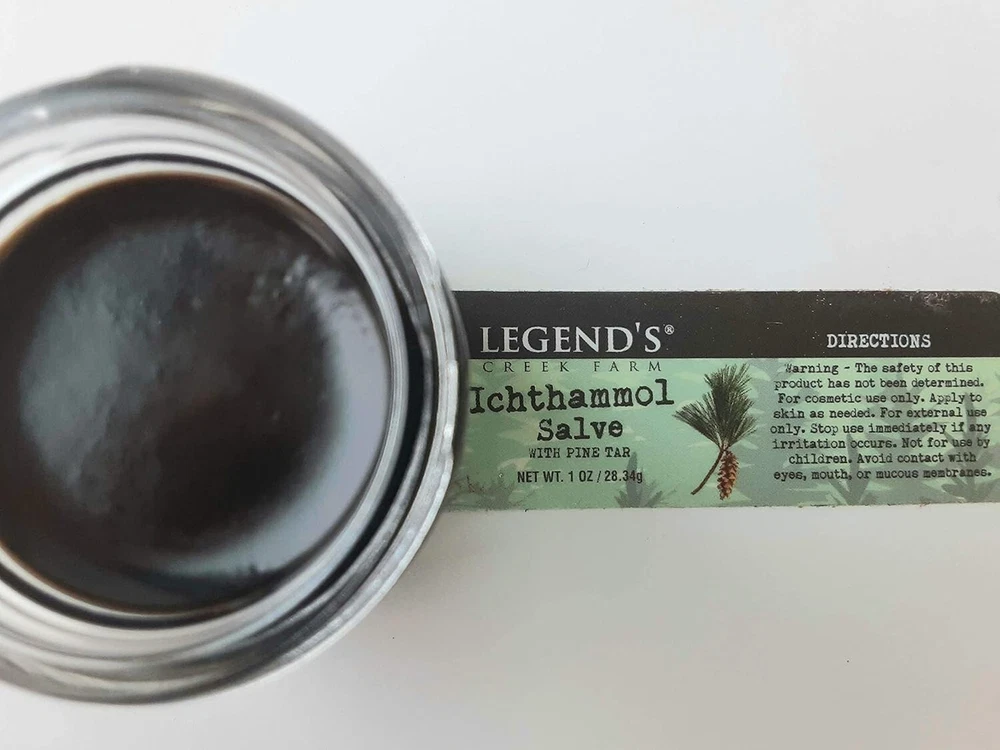 LEGEND'S®
CREEK FARM
Ichthammol
Salve
WITH PINE TAR
NET WT. 1 OZ / 28.34g
DIRECTIONS
Warning - The safety of this
product has not been determined.
For cosmetic use only. Apply to
skin as needed. For external use
only. Stop use immediately if any
irritation occurs. Not for use by
children. Avoid contact with
eyes, mouth, or mucous membranes.